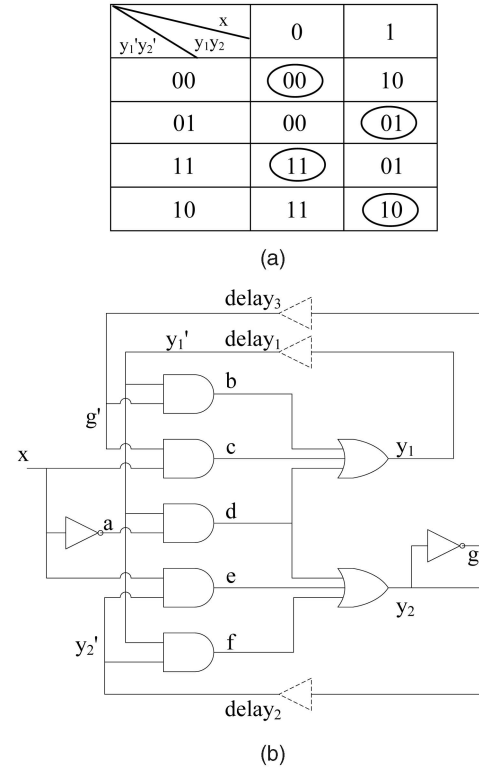 x 0 1
y₁'y₂' y₁y₂
00 00 10
01 00 01
11 11 01
10 11 10
(a)
delay₃
y₁' delay₁
b
g'
x c y₁
a d
e g
y₂' f y₂
delay₂
(b)